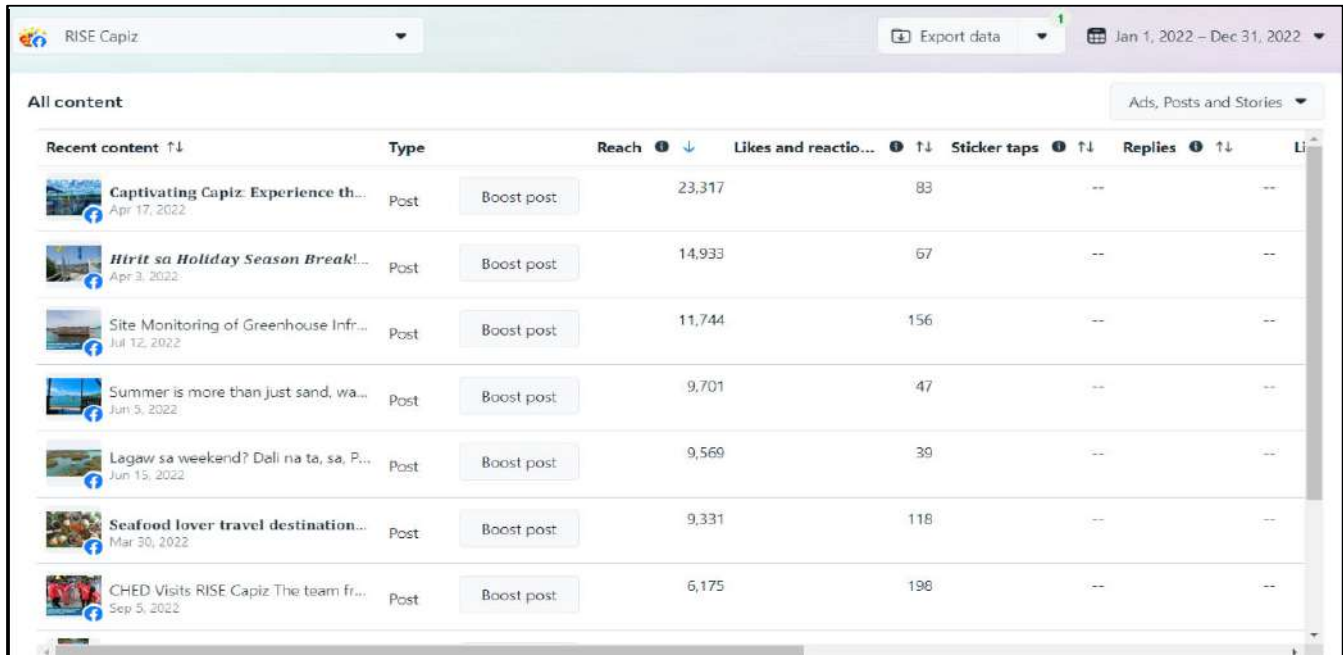 RISE Capiz
Export data
1
Jan 1, 2022 – Dec 31, 2022
All content
Ads, Posts and Stories
Recent content ↑↓ Type Reach ↓ Likes and reactio... ↑↓ Sticker taps ↑↓ Replies ↑↓ Li
Captivating Capiz: Experience th... Post Boost post 23,317 83 -- --
Apr 17, 2022
Hirit sa Holiday Season Break!... Post Boost post 14,933 67 -- --
Apr 3, 2022
Site Monitoring of Greenhouse Infr... Post Boost post 11,744 156 -- --
Jul 12, 2022
Summer is more than just sand, wa... Post Boost post 9,701 47 -- --
Jun 5, 2022
Lagaw sa weekend? Dali na ta, sa, P... Post Boost post 9,569 39 -- --
Jun 15, 2022
Seafood lover travel destination... Post Boost post 9,331 118 -- --
Mar 30, 2022
CHED Visits RISE Capiz The team fr... Post Boost post 6,175 198 -- --
Sep 5, 2022